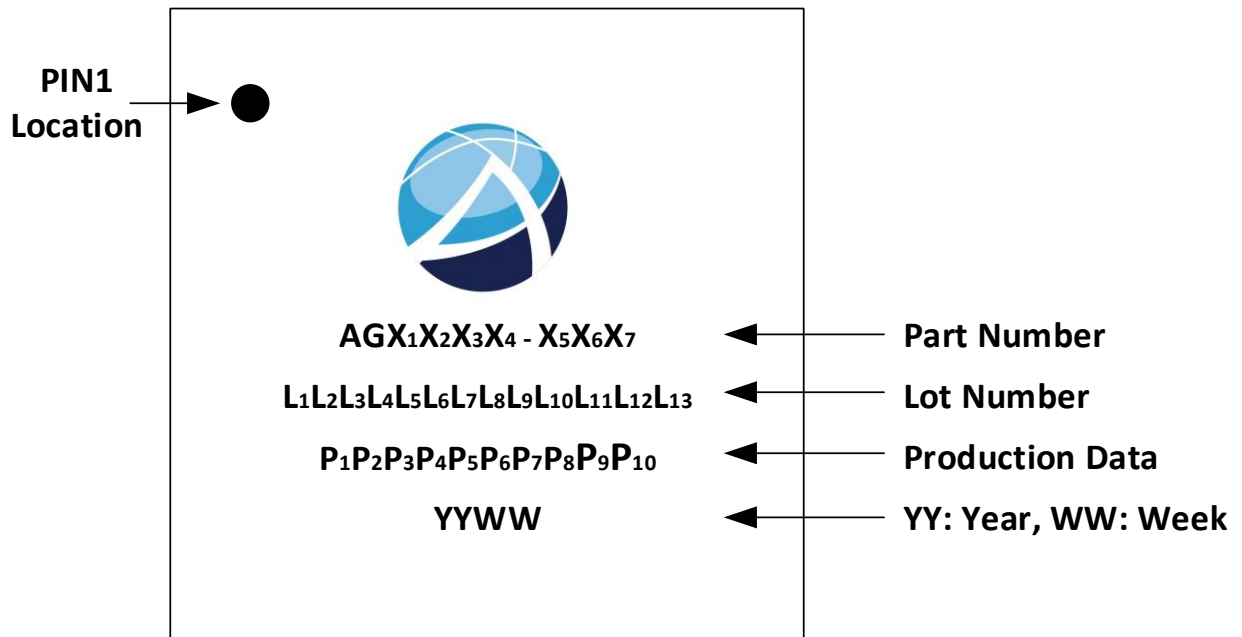 PIN1
Location
AGX₁X₂X₃X₄ - X₅X₆X₇
Part Number
L₁L₂L₃L₄L₅L₆L₇L₈L₉L₁₀L₁₁L₁₂L₁₃
Lot Number
P₁P₂P₃P₄P₅P₆P₇P₈P₉P₁₀
Production Data
YYWW
YY: Year, WW: Week